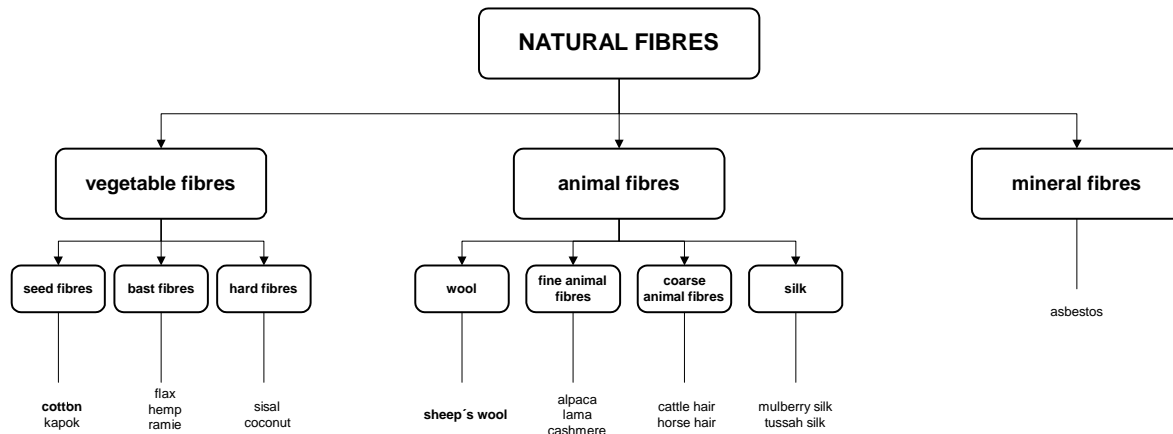 NATURAL FIBRES
vegetable fibres
animal fibres
mineral fibres
seed fibres
bast fibres
hard fibres
wool
fine animal
fibres
coarse
animal fibres
silk
asbestos
cotton
kapok
flax
hemp
ramie
sisal
coconut
sheep´s wool
alpaca
lama
cashmere
cattle hair
horse hair
mulberry silk
tussah silk